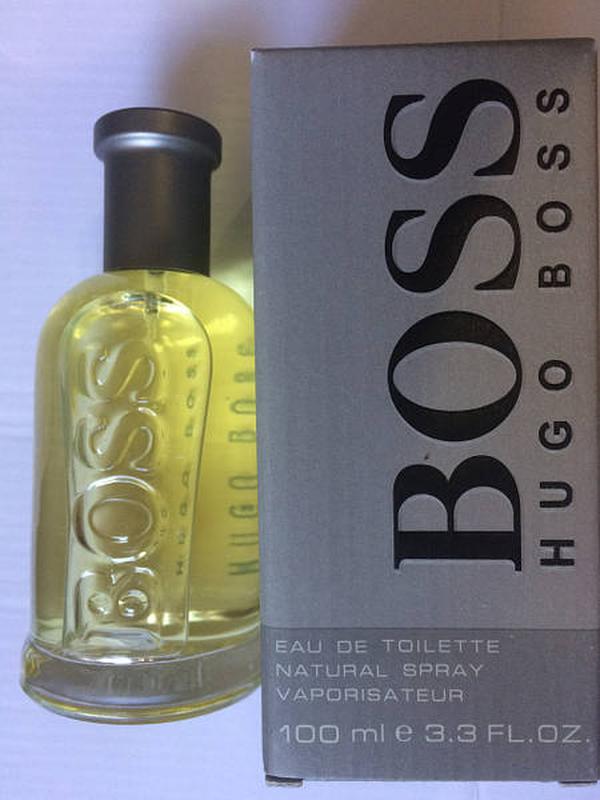 BOSS
HUGO BOSS
BOSS
HUGO BOSS
EAU DE TOILETTE
NATURAL SPRAY
VAPORISATEUR
100 ml e 3.3 FL.OZ.